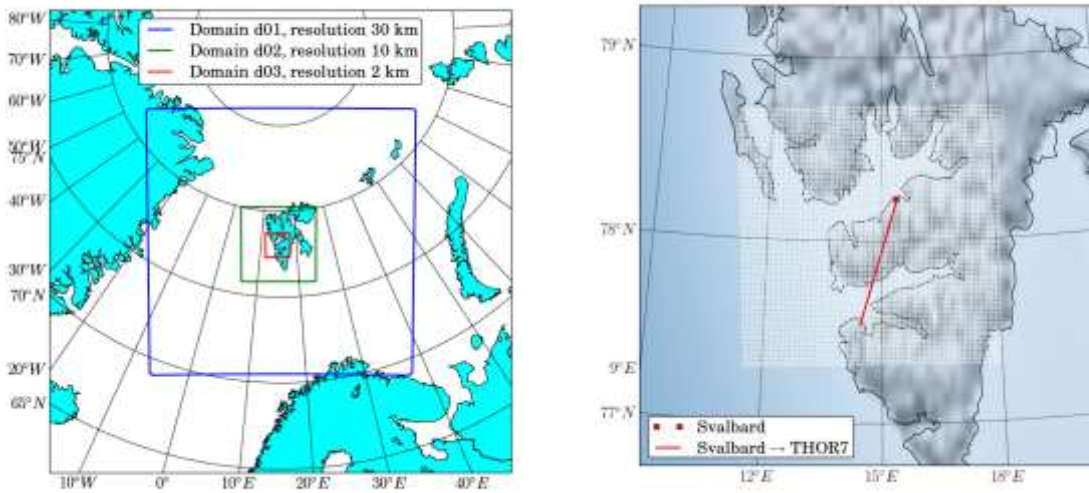 80°W
70°W
60°W
50°W
75°N
40°W
30°W
70°N
20°W
65°N
10°W
0°E
10°E
20°E
30°E
40°E
Domain d01, resolution 30 km
Domain d02, resolution 10 km
Domain d03, resolution 2 km
79°N
78°N
9°E
77°N
12°E
15°E
18°E
Svalbard
Svalbard → THOR7